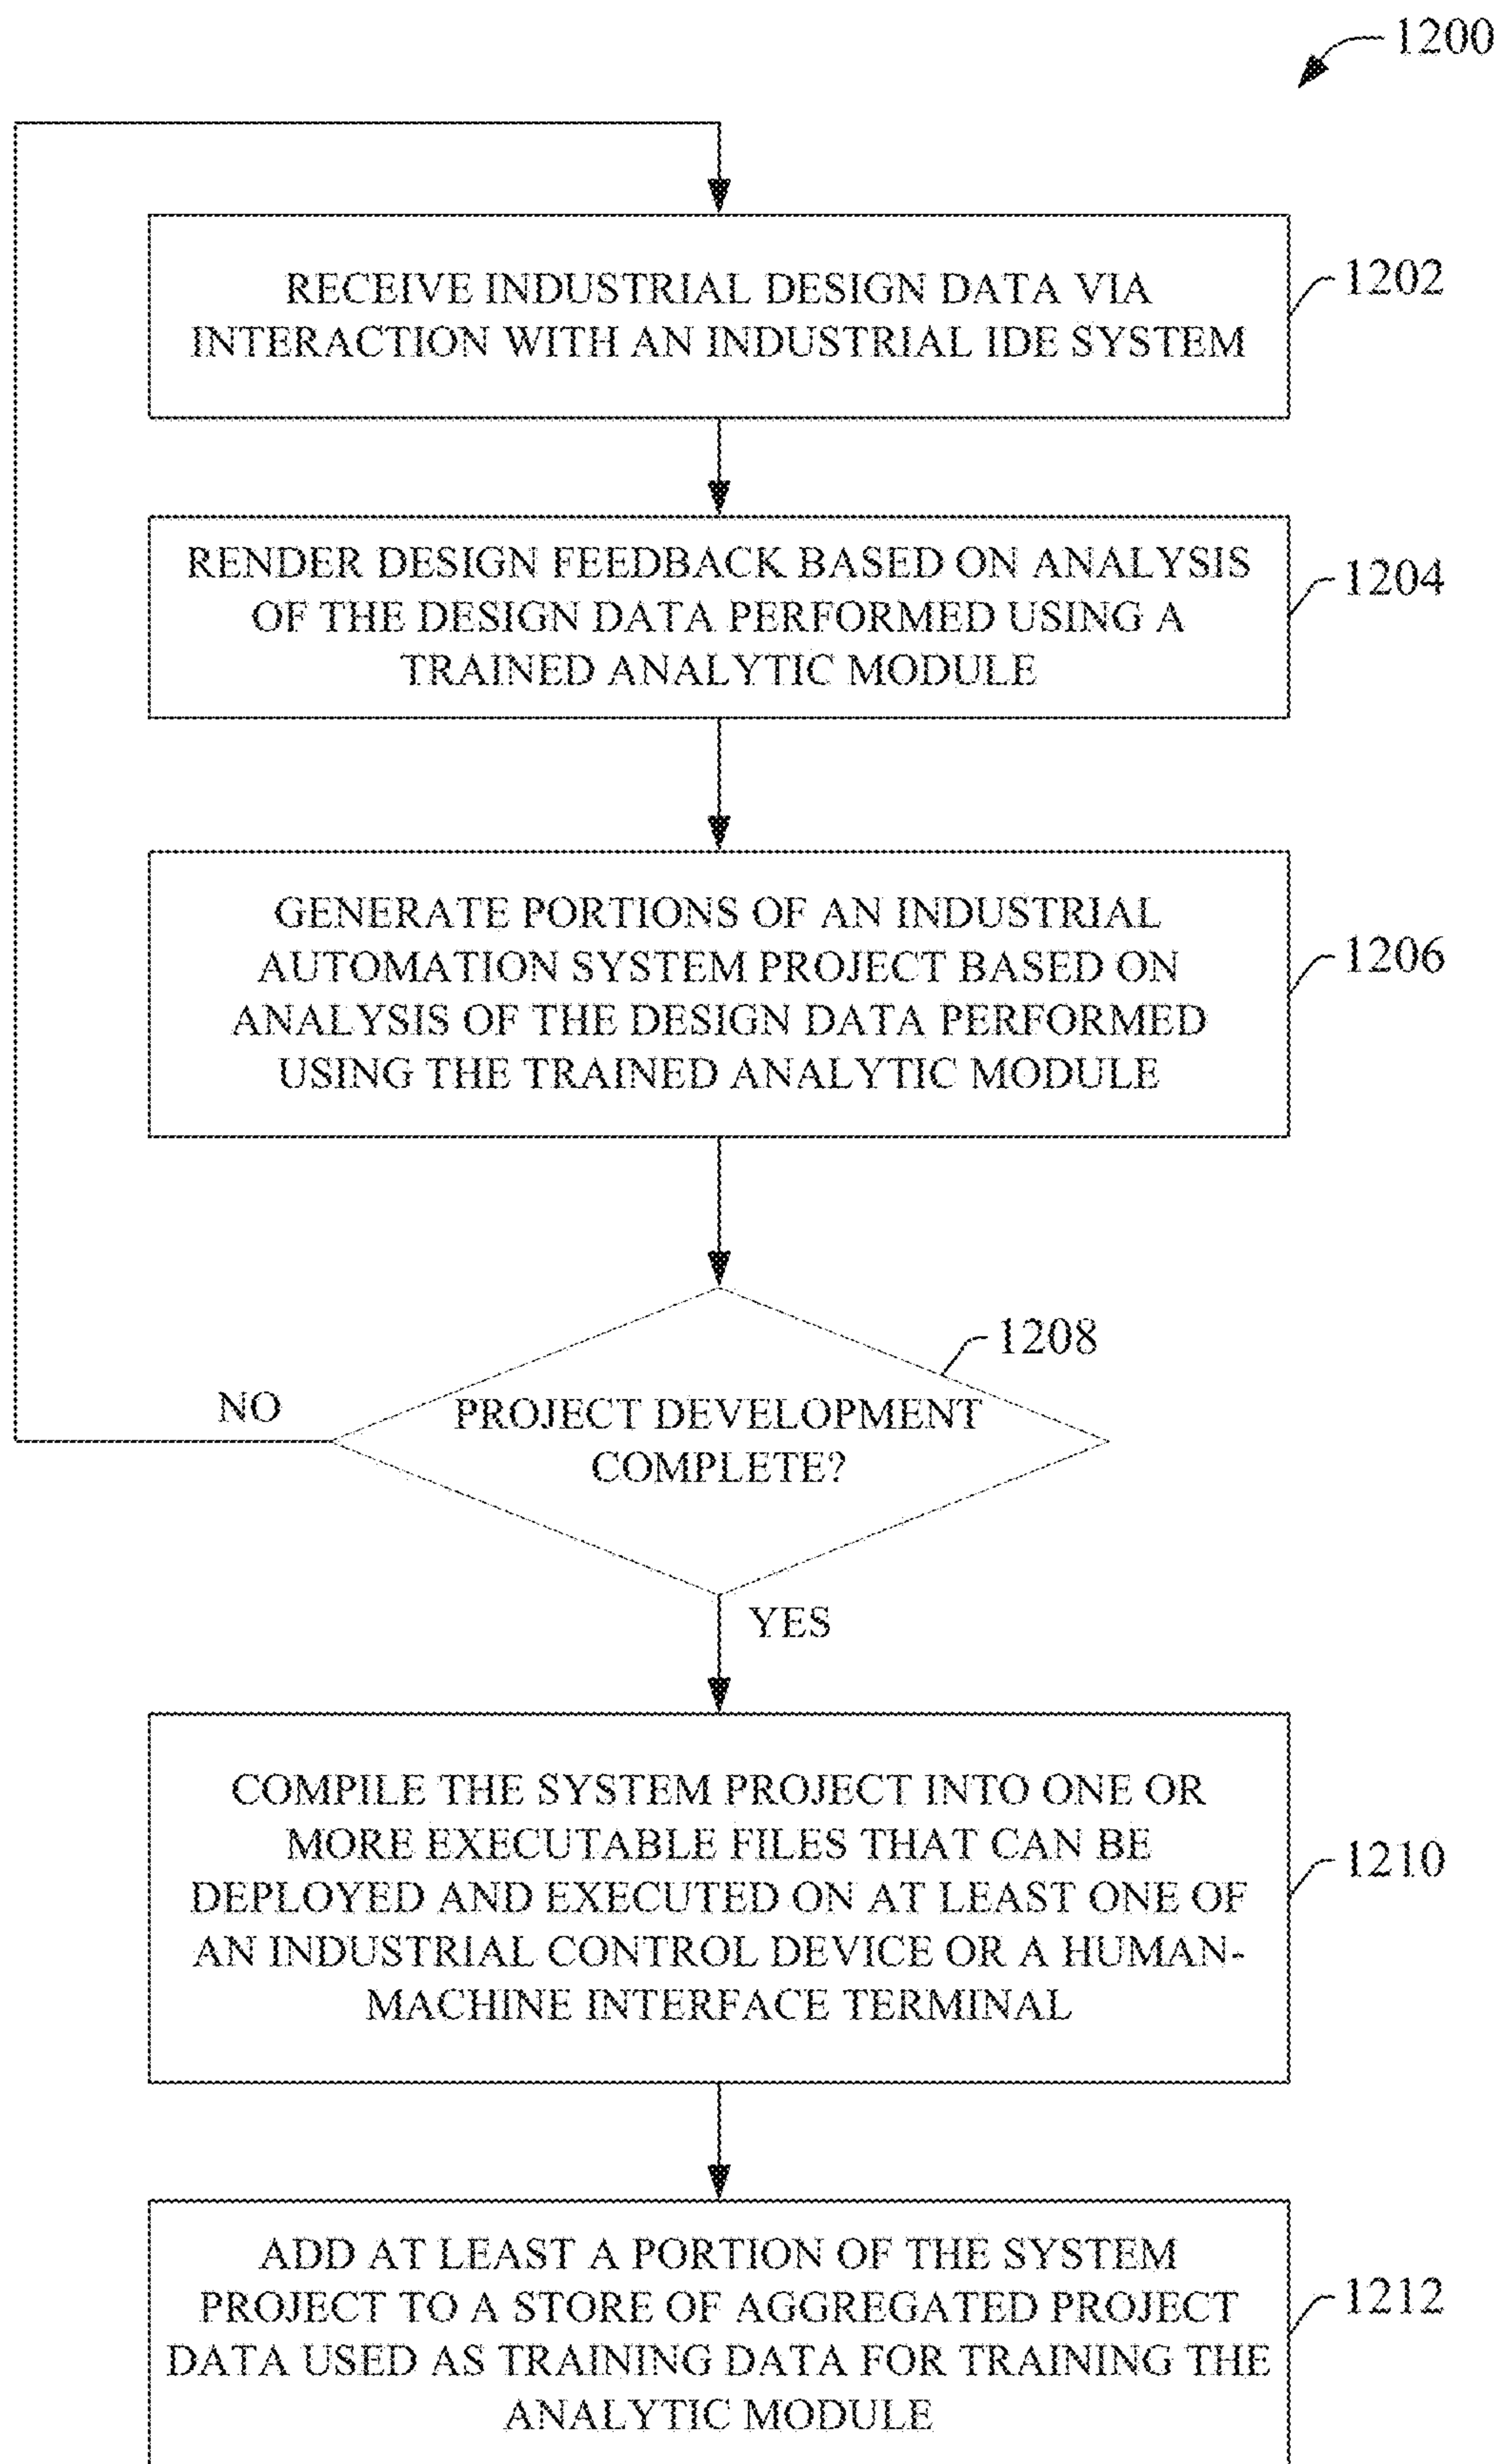 1200
RECEIVE INDUSTRIAL DESIGN DATA VIA
INTERACTION WITH AN INDUSTRIAL IDE SYSTEM
1202
RENDER DESIGN FEEDBACK BASED ON ANALYSIS
OF THE DESIGN DATA PERFORMED USING A
TRAINED ANALYTIC MODULE
1204
GENERATE PORTIONS OF AN INDUSTRIAL
AUTOMATION SYSTEM PROJECT BASED ON
ANALYSIS OF THE DESIGN DATA PERFORMED
USING THE TRAINED ANALYTIC MODULE
1206
1208
NO
PROJECT DEVELOPMENT
COMPLETE?
YES
COMPILE THE SYSTEM PROJECT INTO ONE OR
MORE EXECUTABLE FILES THAT CAN BE
DEPLOYED AND EXECUTED ON AT LEAST ONE OF
AN INDUSTRIAL CONTROL DEVICE OR A HUMAN-
MACHINE INTERFACE TERMINAL
1210
ADD AT LEAST A PORTION OF THE SYSTEM
PROJECT TO A STORE OF AGGREGATED PROJECT
DATA USED AS TRAINING DATA FOR TRAINING THE
ANALYTIC MODULE
1212